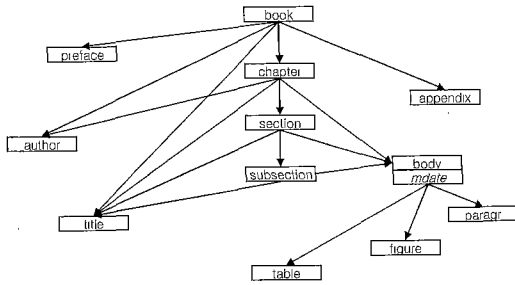 book
preface
chapter
appendix
section
author
body
subsection
mdate
paragr
title
figure
table